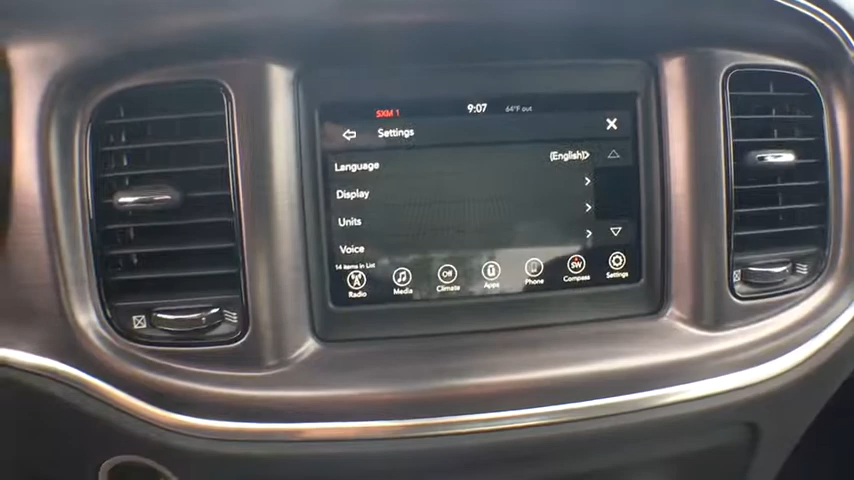 SXM 1 9:07 64°F out
Settings X
Language (English)
Display
Units
Voice
14 items in List
Radio Media Off Climate Apps Phone SW Compass Settings